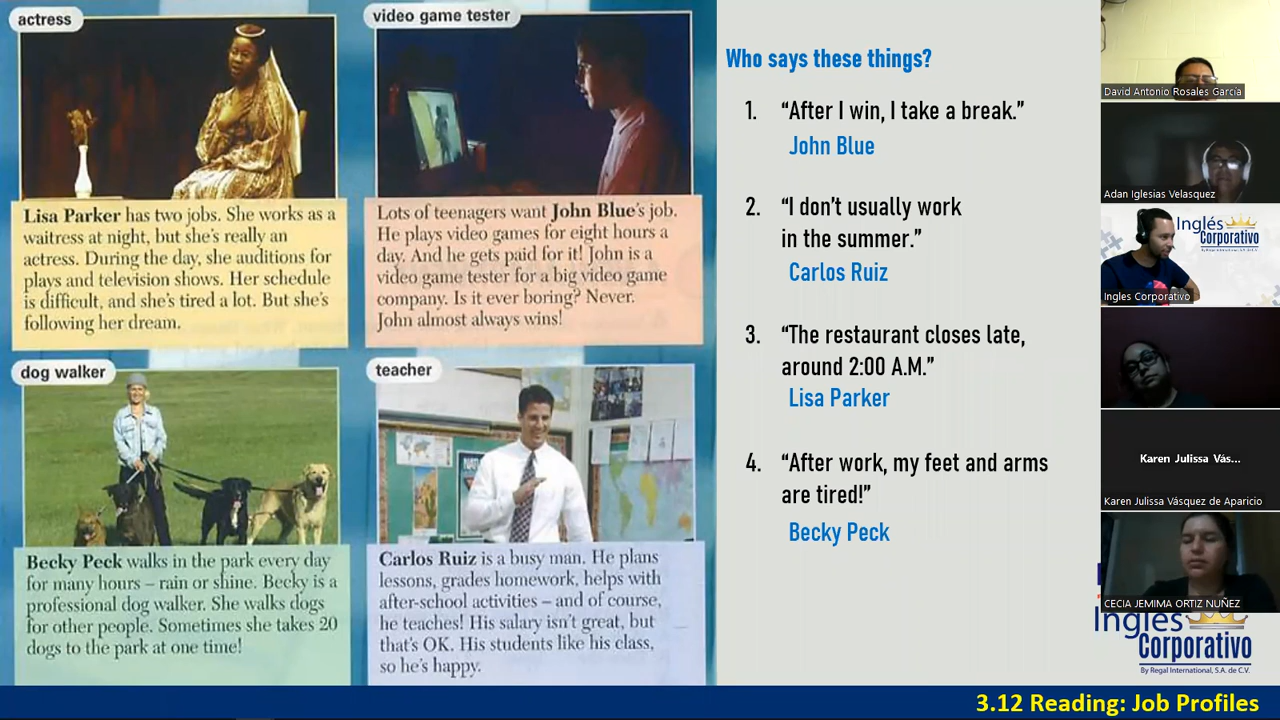 actress
Lisa Parker has two jobs. She works as a
waitress at night, but she's really an
actress. During the day, she auditions for
plays and television shows. Her schedule
is difficult, and she's tired a lot. But she's
following her dream.
video game tester
Lots of teenagers want John Blue's job.
He plays video games for eight hours a
day. And he gets paid for it! John is a
video game tester for a big video game
company. Is it ever boring? Never.
John almost always wins!
dog walker
Becky Peck walks in the park every day
for many hours – rain or shine. Becky is a
professional dog walker. She walks dogs
for other people. Sometimes she takes 20
dogs to the park at one time!
teacher
Carlos Ruiz is a busy man. He plans
lessons, grades homework, helps with
after-school activities – and of course,
he teaches! His salary isn't great, but
that's OK. His students like his class,
so he's happy.
Who says these things?
1. “After I win, I take a break.”
John Blue
2. “I don't usually work
in the summer.”
Carlos Ruiz
3. “The restaurant closes late,
around 2:00 A.M.”
Lisa Parker
4. “After work, my feet and arms
are tired!”
Becky Peck
David Antonio Rosales García
Adan Iglesias Velasquez
Inglés
Corporativo
Ingles Corporativo
Karen Julissa Vás...
Karen Julissa Vásquez de Aparicio
CECIA JEMIMA ORTIZ NUÑEZ
Inglés
Corporativo
By Regal International, S.A. de C.V.
3.12 Reading: Job Profiles